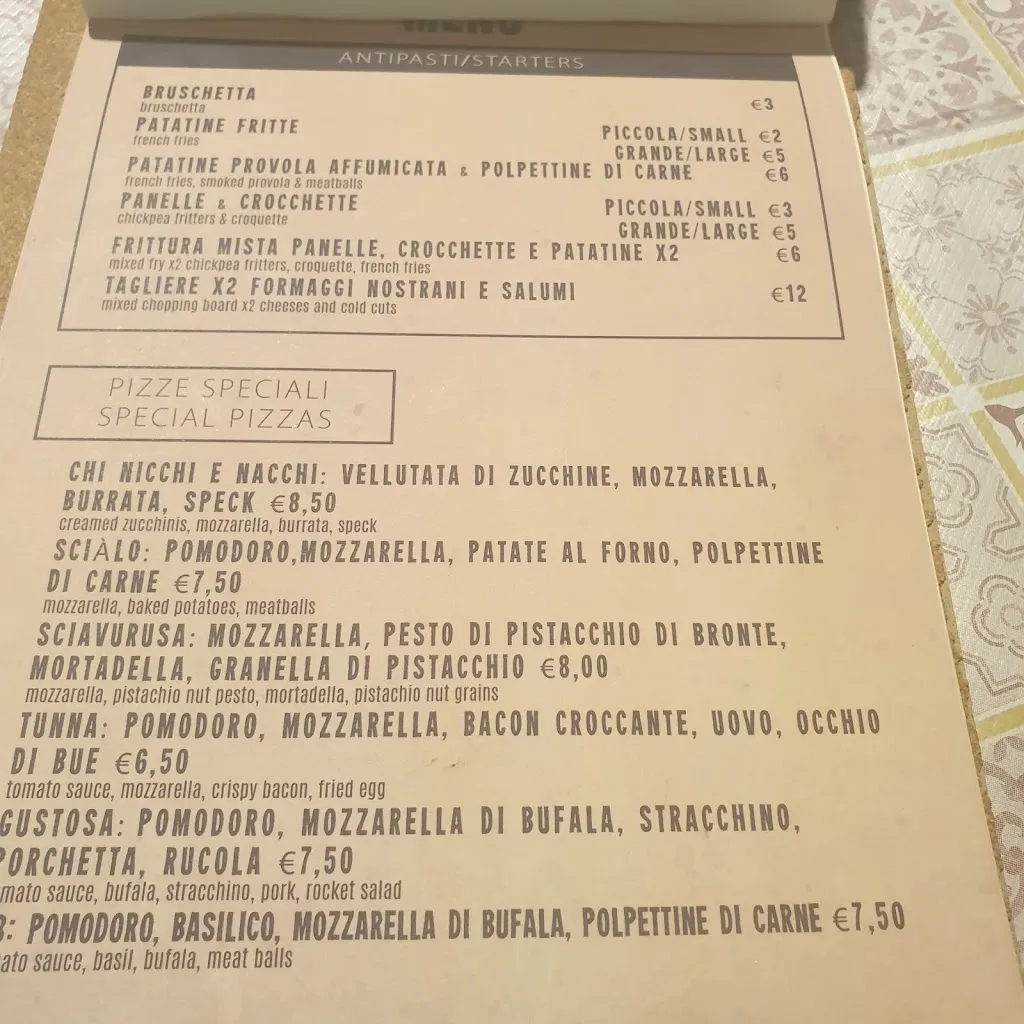 MENU
ANTIPASTI/STARTERS
BRUSCHETTA €3
bruschetta
PATATINE FRITTE PICCOLA/SMALL €2
french fries
GRANDE/LARGE €5
PATATINE PROVOLA AFFUMICATA & POLPETTINE DI CARNE €6
french fries, smoked provola & meatballs
PANELLE & CROCCHETTE PICCOLA/SMALL €3
chickpea fritters & croquette
GRANDE/LARGE €5
FRITTURA MISTA PANELLE, CROCCHETTE E PATATINE X2 €6
mixed fry x2 chickpea fritters, croquette, french fries
TAGLIERE X2 FORMAGGI NOSTRANI E SALUMI €12
mixed chopping board x2 cheeses and cold cuts
PIZZE SPECIALI
SPECIAL PIZZAS
CHI NICCHI E NACCHI: VELLUTATA DI ZUCCHINE, MOZZARELLA,
BURRATA, SPECK €8,50
creamed zucchinis, mozzarella, burrata, speck
SCIÀLO: POMODORO,MOZZARELLA, PATATE AL FORNO, POLPETTINE
DI CARNE €7,50
mozzarella, baked potatoes, meatballs
SCIAVURUSA: MOZZARELLA, PESTO DI PISTACCHIO DI BRONTE,
MORTADELLA, GRANELLA DI PISTACCHIO €8,00
mozzarella, pistachio nut pesto, mortadella, pistachio nut grains
TUNNA: POMODORO, MOZZARELLA, BACON CROCCANTE, UOVO, OCCHIO
DI BUE €6,50
tomato sauce, mozzarella, crispy bacon, fried egg
GUSTOSA: POMODORO, MOZZARELLA DI BUFALA, STRACCHINO,
PORCHETTA, RUCOLA €7,50
mato sauce, bufala, stracchino, pork, rocket salad
: POMODORO, BASILICO, MOZZARELLA DI BUFALA, POLPETTINE DI CARNE €7,50
ato sauce, basil, bufala, meat balls